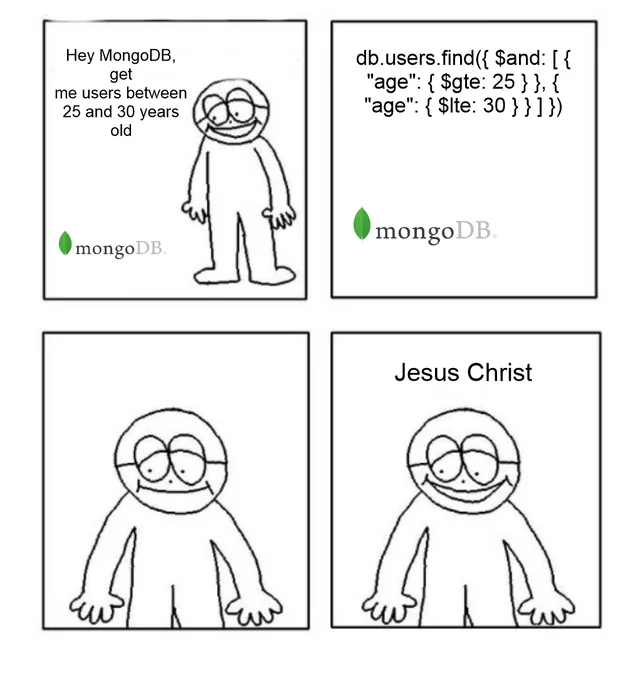 Hey MongoDB,
get
me users between
25 and 30 years
old
mongoDB.
db.users.find({ $and: [ {
"age": { $gte: 25 } }, {
"age": { $lte: 30 } } ] })
mongoDB.
Jesus Christ